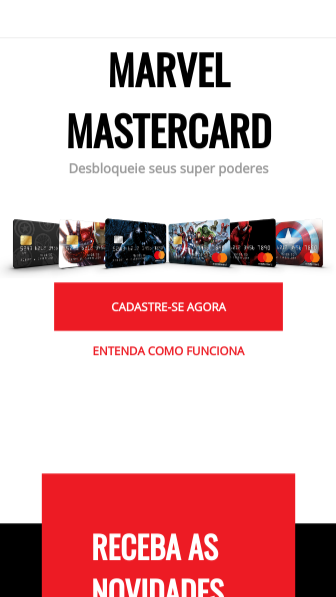 MARVEL
MASTERCARD
Desbloqueie seus super poderes
CADASTRE-SE AGORA
ENTENDA COMO FUNCIONA
RECEBA AS
NOVIDADES